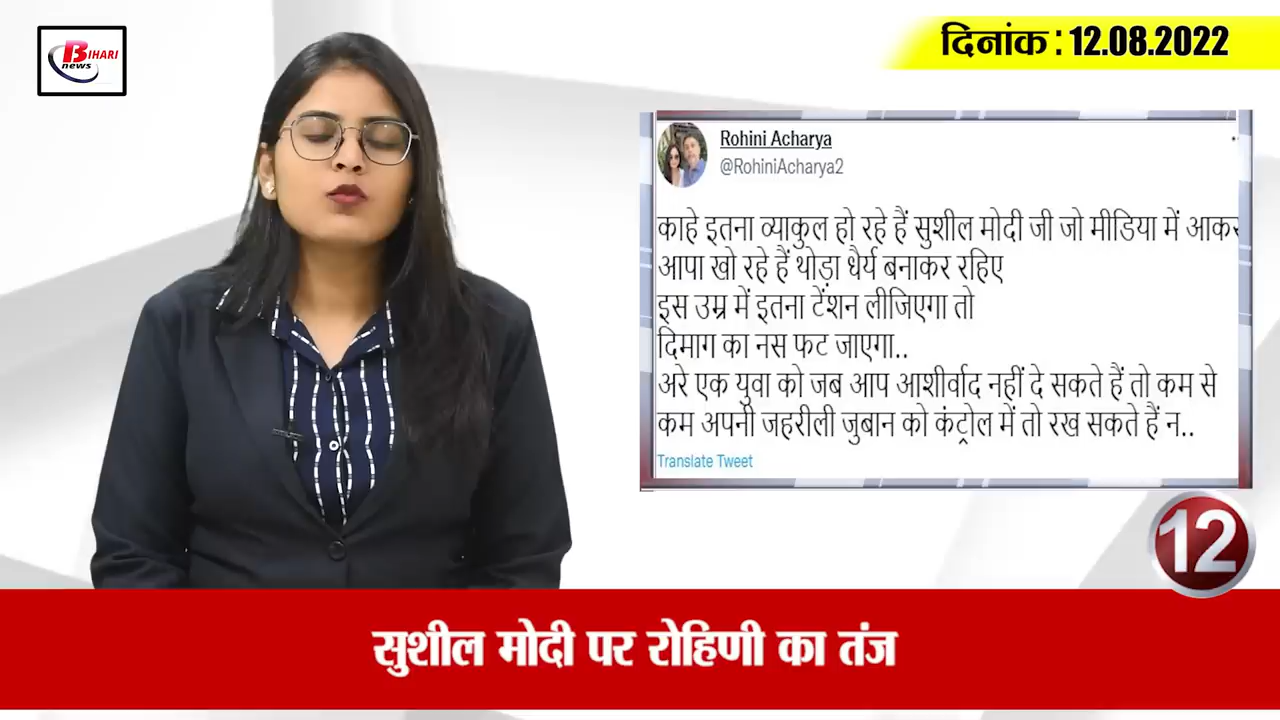 BIHARI
news
दिनांक : 12.08.2022
Rohini Acharya
@RohiniAcharya2
काहे इतना व्याकुल हो रहे हैं सुशील मोदी जी जो मीडिया में आकर
आपा खो रहे हैं थोड़ा धैर्य बनाकर रहिए
इस उम्र में इतना टेंशन लीजिएगा तो
दिमाग का नस फट जाएगा..
अरे एक युवा को जब आप आशीर्वाद नहीं दे सकते हैं तो कम से
कम अपनी जहरीली जुबान को कंट्रोल में तो रख सकते हैं न..
Translate Tweet
12
सुशील मोदी पर रोहिणी का तंज